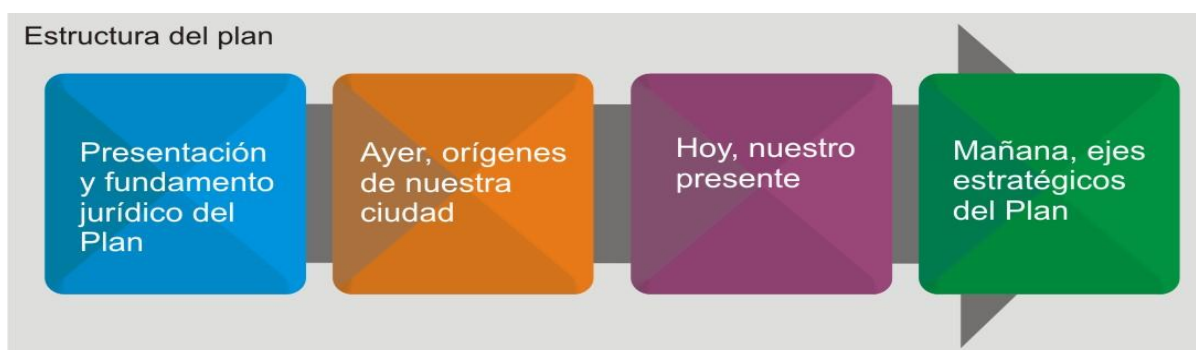 Estructura del plan
Presentación
y fundamento
jurídico del
Plan
Ayer, orígenes
de nuestra
ciudad
Hoy, nuestro
presente
Mañana, ejes
estratégicos
del Plan